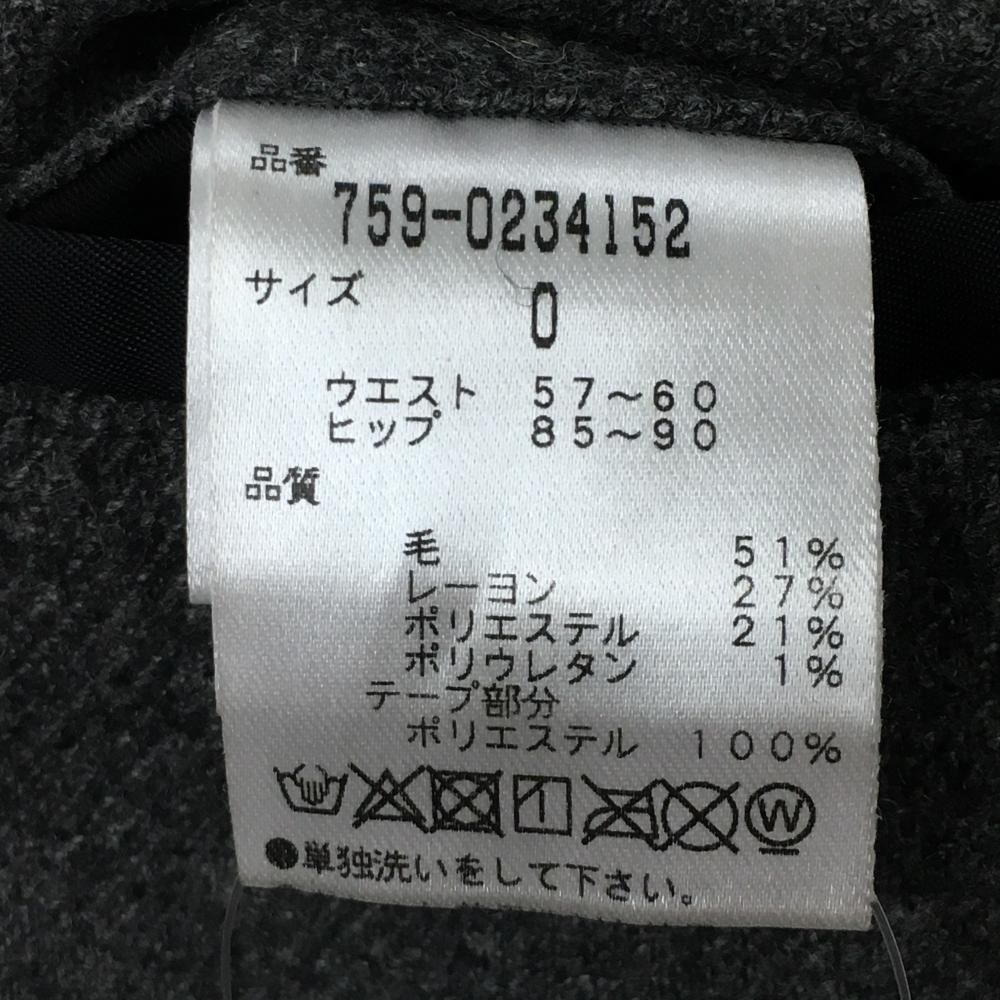 品番
759-0234152
サイズ 0
ウエスト 57〜60
ヒップ 85〜90
品質
毛 51%
レーヨン 27%
ポリエステル 21%
ポリウレタン 1%
テープ部分
ポリエステル 100%
W
●単独洗いをして下さい。